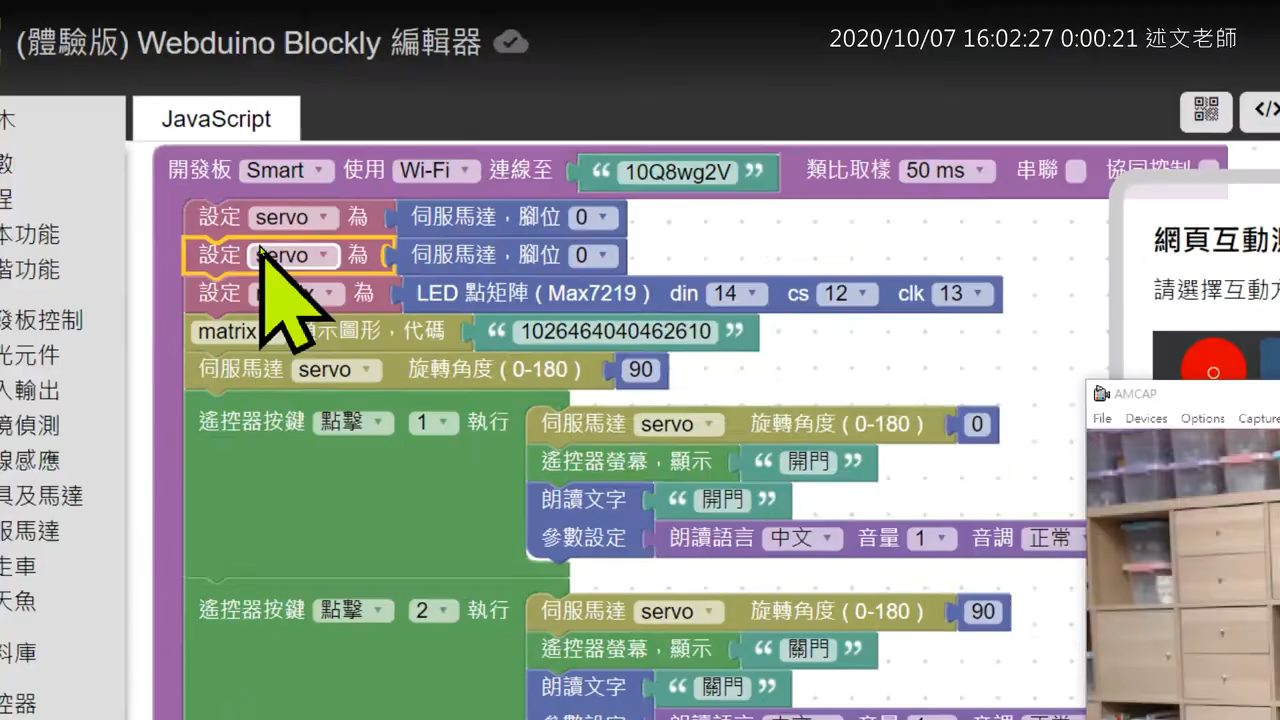 (體驗版) Webduino Blockly 編輯器
2020/10/07 16:02:27 0:00:21 述文老師
JavaScript
</>
木
數
程
本功能
階功能
發板控制
光元件
入輸出
境偵測
線感應
具及馬達
服馬達
走車
天魚
料庫
控器
開發板 Smart 使用 Wi-Fi 連線至 “ 10Q8wg2V ” 類比取樣 50 ms 串聯 協同控制
設定 servo 為 伺服馬達，腳位 0
設定 servo 為 伺服馬達，腳位 0
設定 為 LED 點矩陣 ( Max7219 ) din 14 cs 12 clk 13
matrix 示圖形，代碼 “ 1026464040462610 ”
伺服馬達 servo 旋轉角度 ( 0-180 ) 90
遙控器按鍵 點擊 1 執行 伺服馬達 servo 旋轉角度 ( 0-180 ) 0
遙控器螢幕，顯示 “ 開門 ”
朗讀文字 “ 開門 ”
參數設定 朗讀語言 中文 音量 1 音調 正常
遙控器按鍵 點擊 2 執行 伺服馬達 servo 旋轉角度 ( 0-180 ) 90
遙控器螢幕，顯示 “ 關門 ”
朗讀文字 “ 關門 ”
網頁互動
請選擇互動
AMCAP
File Devices Options Capture